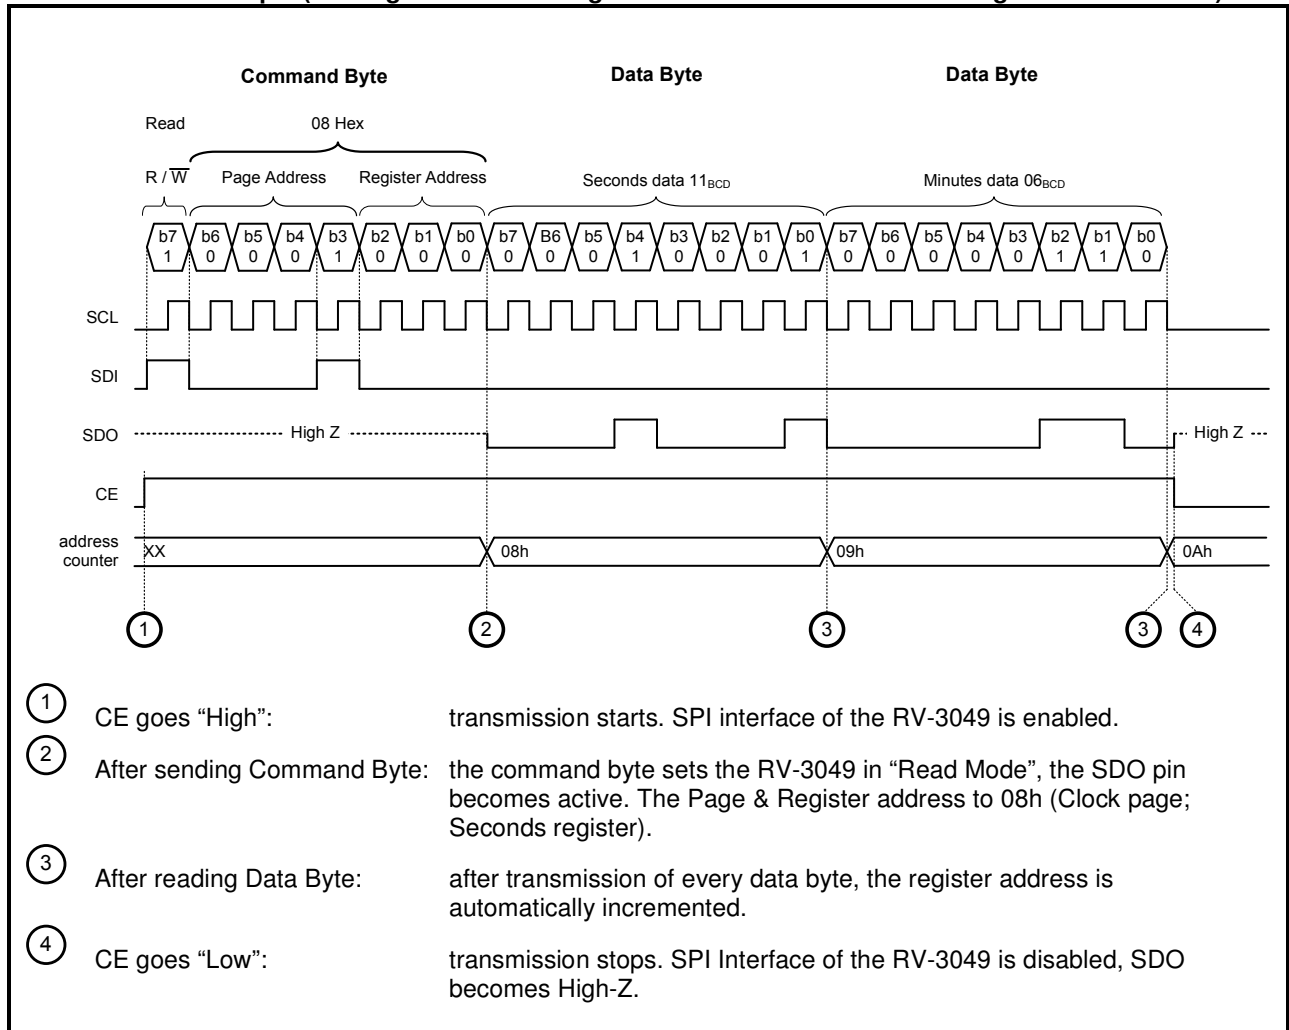 Command Byte Data Byte Data Byte
Read 08 Hex
R / W Page Address Register Address Seconds data 11BCD Minutes data 06BCD
b7 b6 b5 b4 b3 b2 b1 b0 b7 B6 b5 b4 b3 b2 b1 b0 b7 b6 b5 b4 b3 b2 b1 b0
1 0 0 0 1 0 0 0 0 0 0 1 0 0 0 1 0 0 0 0 0 1 1 0
SCL
SDI
SDO High Z High Z
CE
address
counter
XX 08h 09h 0Ah
1 2 3 3 4
1 CE goes “High”: transmission starts. SPI interface of the RV-3049 is enabled.
2 After sending Command Byte: the command byte sets the RV-3049 in “Read Mode”, the SDO pin
becomes active. The Page & Register address to 08h (Clock page;
Seconds register).
3 After reading Data Byte: after transmission of every data byte, the register address is
automatically incremented.
4 CE goes “Low”: transmission stops. SPI Interface of the RV-3049 is disabled, SDO
becomes High-Z.